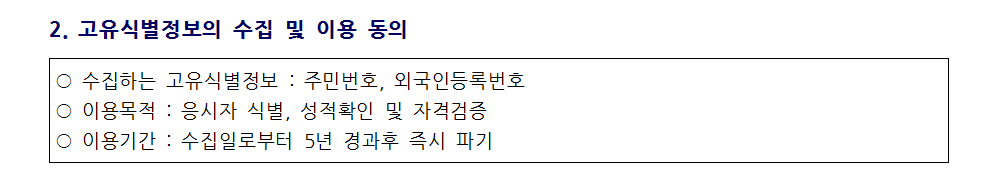 2. 고유식별정보의 수집 및 이용 동의
○ 수집하는 고유식별정보 : 주민번호, 외국인등록번호
○ 이용목적 : 응시자 식별, 성적확인 및 자격검증
○ 이용기간 : 수집일로부터 5년 경과후 즉시 파기